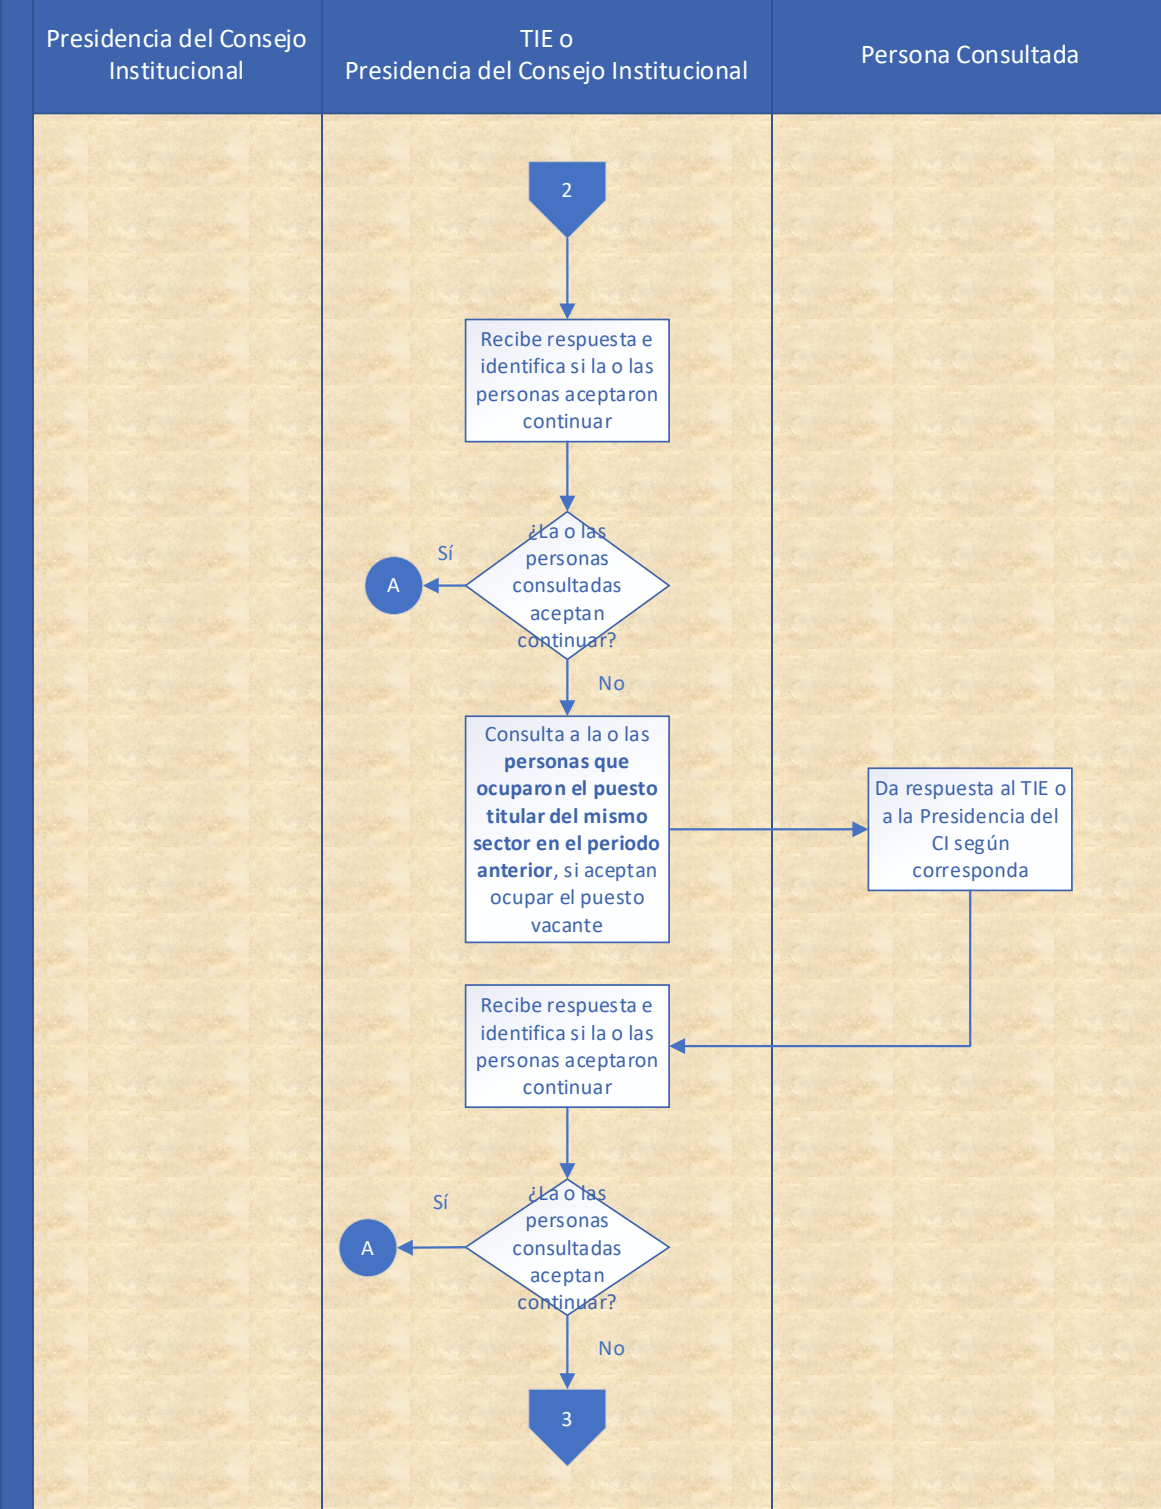 Presidencia del Consejo
Institucional
TIE o
Presidencia del Consejo Institucional
Persona Consultada
2
Recibe respuesta e
identifica si la o las
personas aceptaron
continuar
¿La o las
personas
consultadas
aceptan
continuar?
Sí
A
No
Consulta a la o las
personas que
ocuparon el puesto
titular del mismo
sector en el periodo
anterior, si aceptan
ocupar el puesto
vacante
Da respuesta al TIE o
a la Presidencia del
CI según
corresponda
Recibe respuesta e
identifica si la o las
personas aceptaron
continuar
¿La o las
personas
consultadas
aceptan
continuar?
Sí
A
No
3